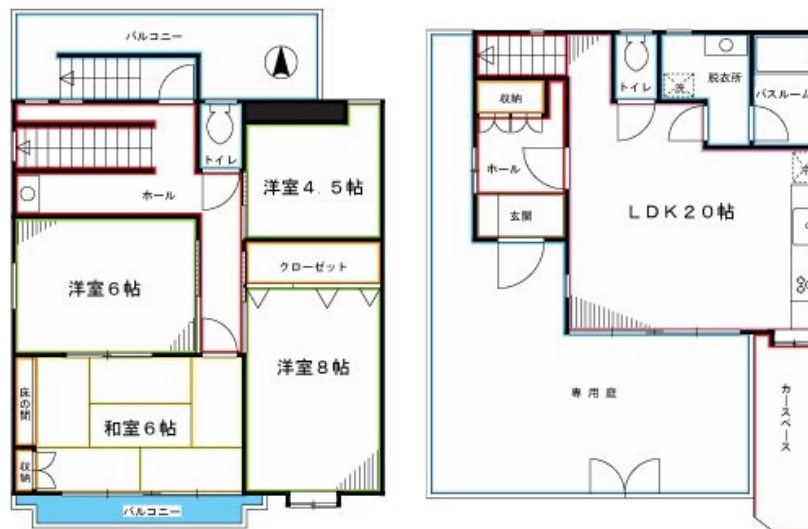 バルコニー
トイレ
洋室4.5帖
ホール
クローゼット
洋室6帖
洋室8帖
床の間
和室6帖
収納
バルコニー
トイレ
洗
脱衣所
バスルーム
収納
ホール
冷
玄関
LDK20帖
専用庭
カースペース